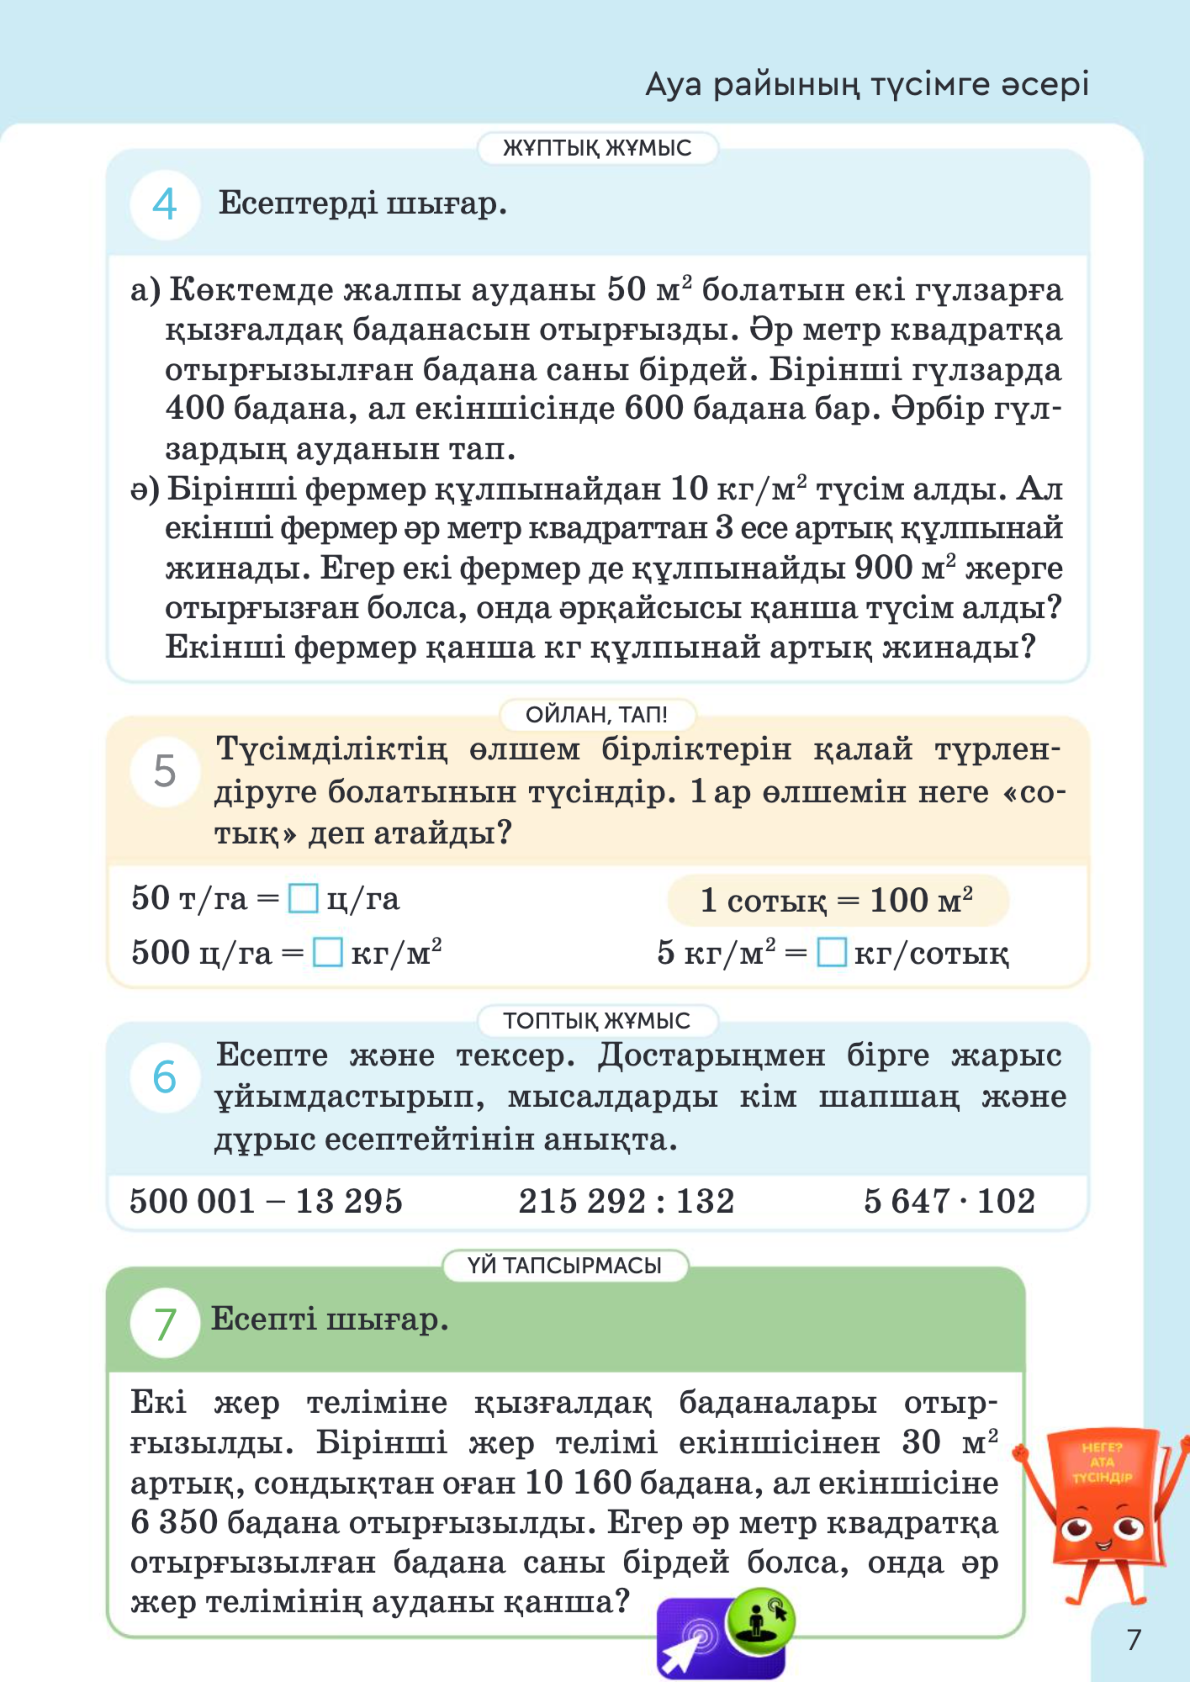 Ауа райының түсімге әсері
ЖҰПТЫҚ ЖҰМЫС
4 Есептерді шығар.
а) Көктемде жалпы ауданы 50 м² болатын екі гүлзарға
қызғалдақ баданасын отырғызды. Әр метр квадратқа
отырғызылған бадана саны бірдей. Бірінші гүлзарда
400 бадана, ал екіншісінде 600 бадана бар. Әрбір гүл-
зардың ауданын тап.
ә) Бірінші фермер құлпынайдан 10 кг/м² түсім алды. Ал
екінші фермер әр метр квадраттан 3 есе артық құлпынай
жинады. Егер екі фермер де құлпынайды 900 м² жерге
отырғызған болса, онда әрқайсысы қанша түсім алды?
Екінші фермер қанша кг құлпынай артық жинады?
ОЙЛАН, ТАП!
5 Түсімділіктің өлшем бірліктерін қалай түрлен-
діруге болатынын түсіндір. 1 ар өлшемін неге «со-
тық» деп атайды?
50 т/га = □ ц/га 1 сотық = 100 м²
500 ц/га = □ кг/м² 5 кг/м² = □ кг/сотық
ТОПТЫҚ ЖҰМЫС
6 Есепте және тексер. Достарыңмен бірге жарыс
ұйымдастырып, мысалдарды кім шапшаң және
дұрыс есептейтінін анықта.
500 001 – 13 295 215 292 : 132 5 647 · 102
ҮЙ ТАПСЫРМАСЫ
7 Есепті шығар.
Екі жер теліміне қызғалдақ баданалары отыр-
ғызылды. Бірінші жер телімі екіншісінен 30 м²
артық, сондықтан оған 10 160 бадана, ал екіншісіне
6 350 бадана отырғызылды. Егер әр метр квадратқа
отырғызылған бадана саны бірдей болса, онда әр
жер телімінің ауданы қанша?
НЕГЕ?
АТА
ТҮСІНДІР
7